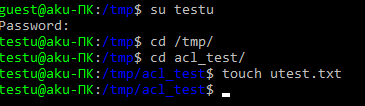 guest@aku-ПК:/tmp$ su testu
Password:
testu@aku-ПК:/tmp$ cd /tmp/
testu@aku-ПК:/tmp$ cd acl_test/
testu@aku-ПК:/tmp/acl_test$ touch utest.txt
testu@aku-ПК:/tmp/acl_test$